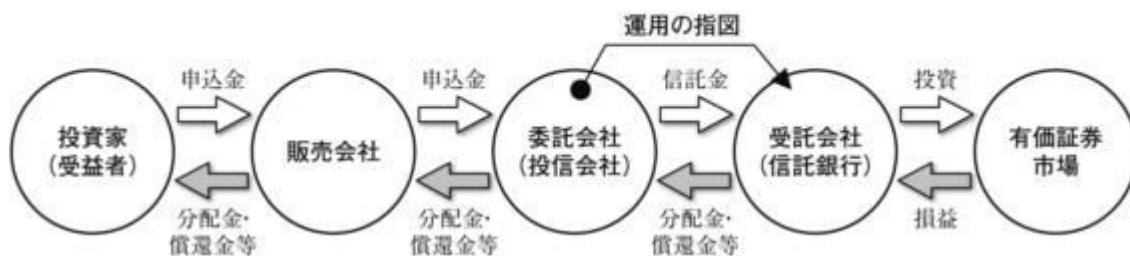 運用の指図
申込金
申込金
信託金
投資
投資家
(受益者)
販売会社
委託会社
(投信会社)
受託会社
(信託銀行)
有価証券
市場
分配金・
償還金等
分配金・
償還金等
分配金・
償還金等
損益